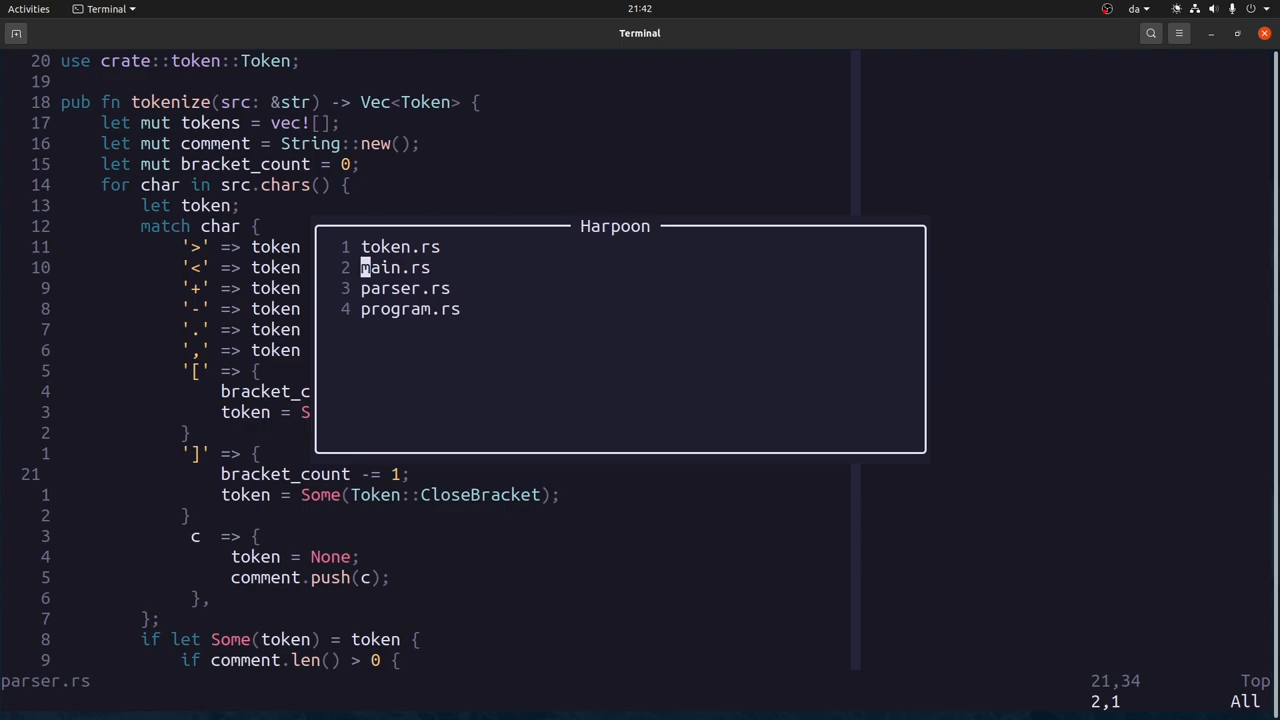 Activities
Terminal
21:42
da
Terminal
20 use crate::token::Token;
19
18 pub fn tokenize(src: &str) -> Vec<Token> {
17 let mut tokens = vec![];
16 let mut comment = String::new();
15 let mut bracket_count = 0;
14 for char in src.chars() {
13 let token;
12 match char {
Harpoon
11 '>' => token
1 token.rs
10 '<' => token
2 main.rs
9 '+' => token
3 parser.rs
8 '-' => token
4 program.rs
7 '.' => token
6 ',' => token
5 '[' => {
4 bracket_c
3 token = S
2 }
1 ']' => {
21 bracket_count -= 1;
1 token = Some(Token::CloseBracket);
2 }
3 c => {
4 token = None;
5 comment.push(c);
6 },
7 };
8 if let Some(token) = token {
9 if comment.len() > 0 {
parser.rs 21,34 Top
2,1 All